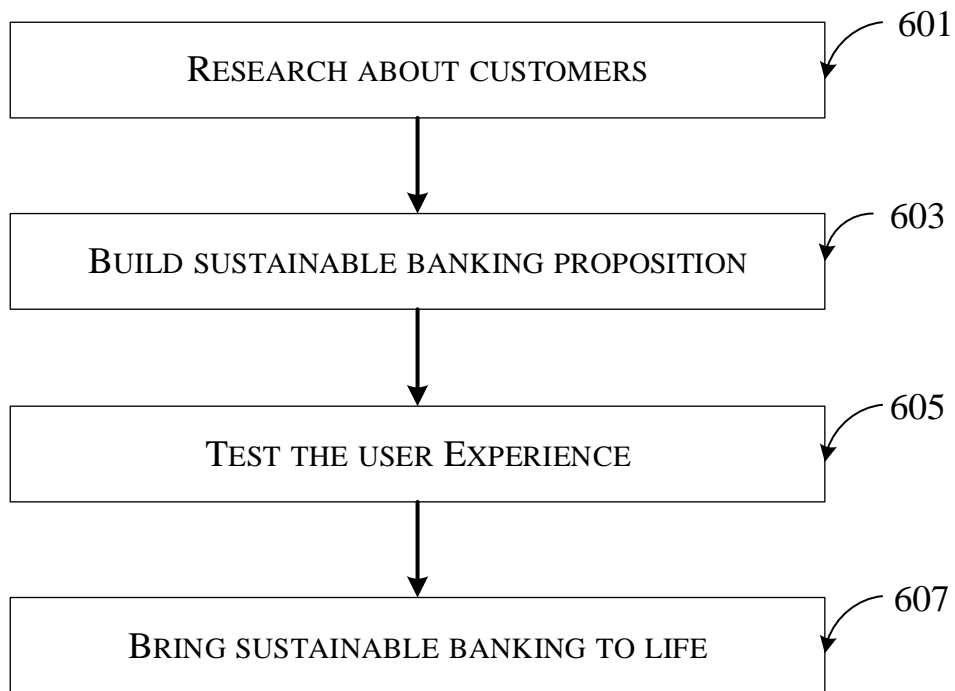 601
RESEARCH ABOUT CUSTOMERS
603
BUILD SUSTAINABLE BANKING PROPOSITION
605
TEST THE USER EXPERIENCE
607
BRING SUSTAINABLE BANKING TO LIFE